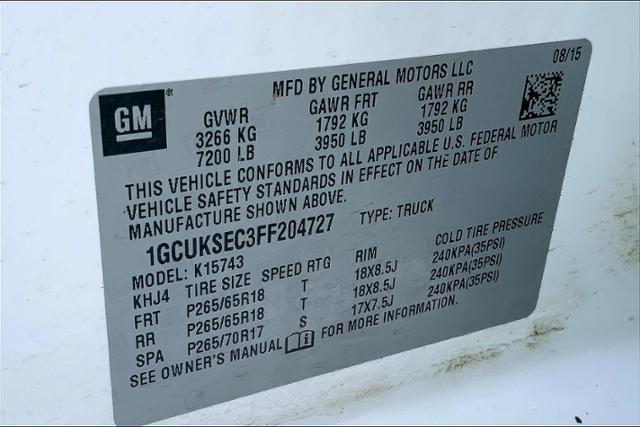 MFD BY GENERAL MOTORS LLC 08/15
GM®
GVWR GAWR FRT GAWR RR
3266 KG 1792 KG 1792 KG
7200 LB 3950 LB 3950 LB
THIS VEHICLE CONFORMS TO ALL APPLICABLE U.S. FEDERAL MOTOR
VEHICLE SAFETY STANDARDS IN EFFECT ON THE DATE OF
MANUFACTURE SHOWN ABOVE.
1GCUKSEC3FF204727 TYPE: TRUCK
MODEL: K15743
KHJ4 TIRE SIZE SPEED RTG RIM COLD TIRE PRESSURE
FRT P265/65R18 T 18X8.5J 240KPA(35PSI)
RR P265/65R18 T 18X8.5J 240KPA(35PSI)
SPA P265/70R17 S 17X7.5J 240KPA(35PSI)
SEE OWNER'S MANUAL i FOR MORE INFORMATION.